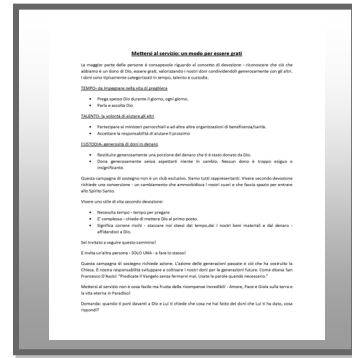 Mettersi al servizio: un modo per essere grati
La maggior parte delle persone è consapevole riguardo al concetto di devozione - riconoscere che ciò che
abbiamo è un dono di Dio, essere grati, valorizzando i nostri doni condividendoli generosamente con gli altri.
I doni sono tipicamente categorizzati in tempo, talento e custodia.
TEMPO- da impegnare nella vita di preghiera
Prega spesso Dio durante il giorno, ogni giorno.
Parla e ascolta Dio
TALENTO- la volontà di aiutare gli altri
Partecipare ai ministeri parrocchiali e ad altre organizzazioni di beneficenza/carità.
Accettare la responsabilità di aiutare il prossimo
CUSTODIA- generosità di doni in denaro
Restituire generosamente una porzione del denaro che ti è stato donato da Dio.
Dona generosamente senza aspettarti niente in cambio. Nessun dono è troppo esiguo o
insignificante.
Questa campagna di sostegno non è un club esclusivo. Siamo tutti rappresentanti. Vivere secondo devozione
richiede una conversione - un cambiamento che ammorbidisca i nostri cuori e che faccia spazio per entrare
allo Spirito Santo.
Vivere uno stile di vita secondo devozione:
Necessita tempo - tempo per pregare
E' complesso - chiede di mettere Dio al primo posto.
Significa correre rischi - staccare noi stessi dal tempo,dai i nostri beni materiali e dal denaro -
affidandoci a Dio.
Sei invitato a seguire questo cammino!
E invita un'altra persona - SOLO UNA - a fare lo stesso!
Questa campagna di sostegno richiede azione. L'azione delle generazioni passate è ciò che ha costruito la
Chiesa. È nostra responsabilità sviluppare e coltivare i nostri doni per le generazioni future. Come disse San
Francesco D'Assisi "Predicate il Vangelo senza fermarvi mai. Usate le parole quando necessario."
Mettersi al servizio non è cosa facile ma frutta delle ricompense incredibili - Amore, Pace e Gioia sulla terra e
la vita eterna in Paradiso!
Domanda: quando ti porti davanti a Dio e Lui ti chiede che cosa ne hai fatto dei doni che Lui ti ha dato, cosa
rispondi?